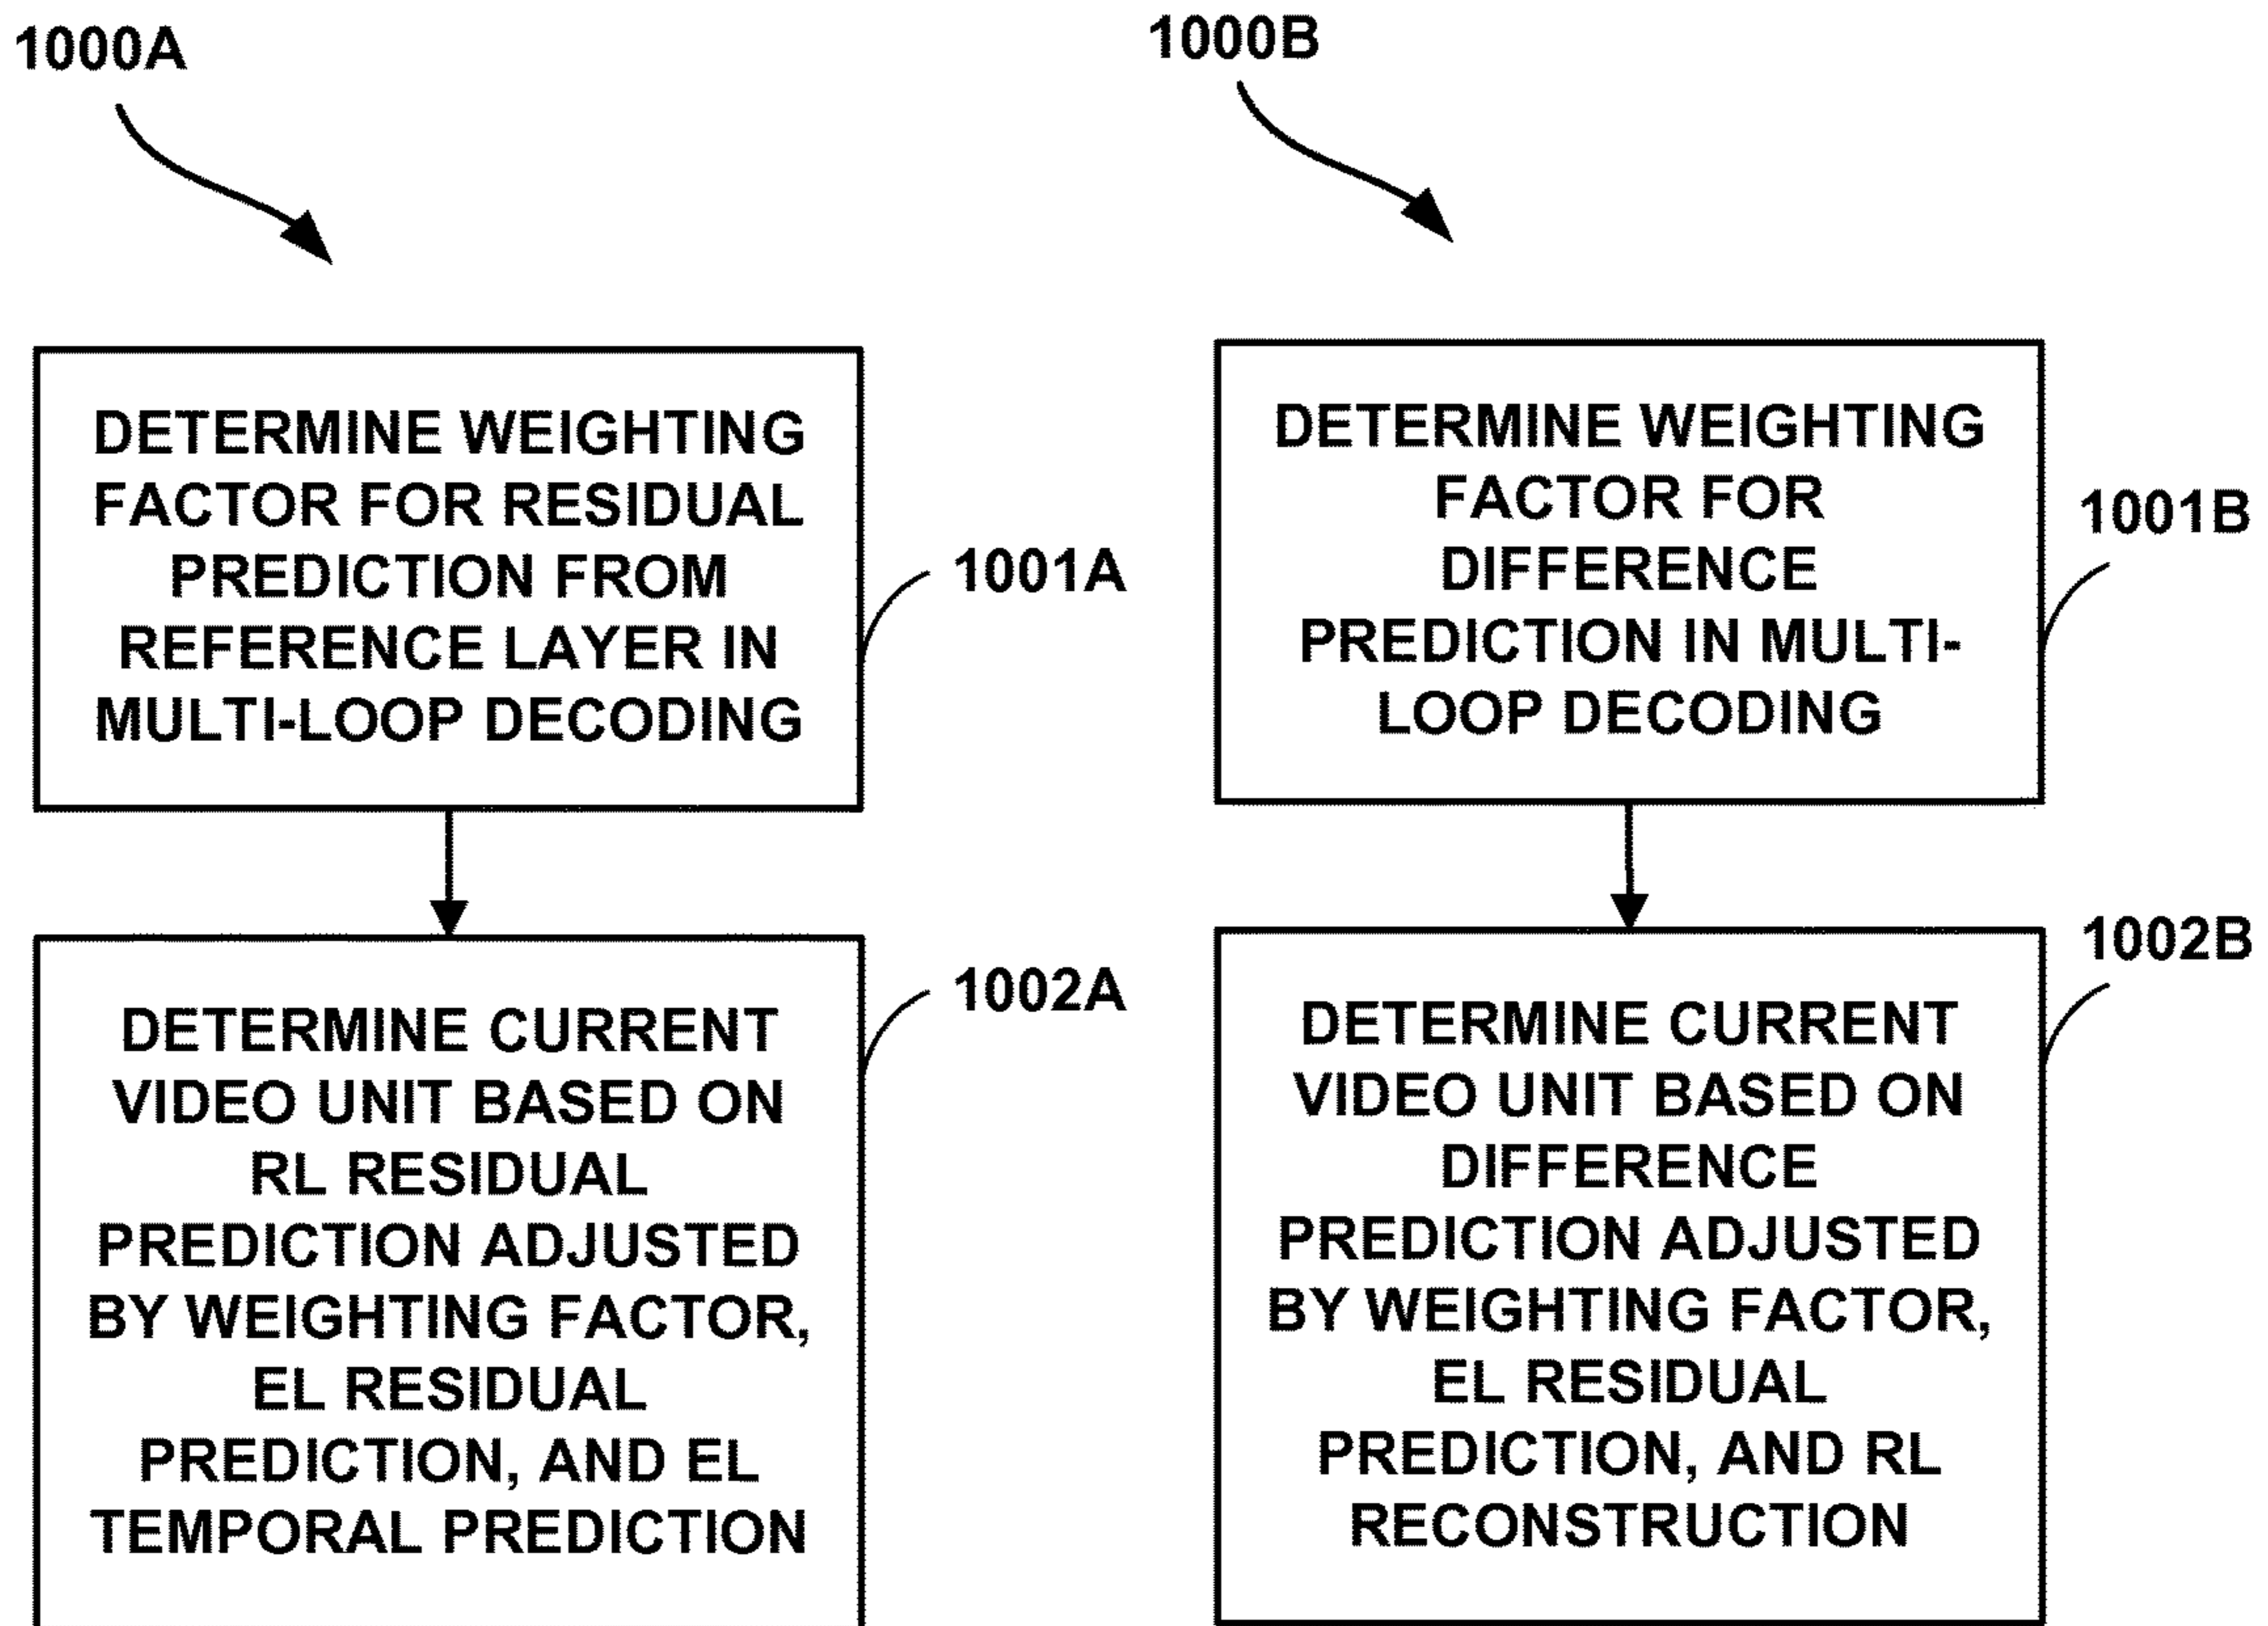 1000A
DETERMINE WEIGHTING
FACTOR FOR RESIDUAL
PREDICTION FROM
REFERENCE LAYER IN
MULTI-LOOP DECODING
1001A
DETERMINE CURRENT
VIDEO UNIT BASED ON
RL RESIDUAL
PREDICTION ADJUSTED
BY WEIGHTING FACTOR,
EL RESIDUAL
PREDICTION, AND EL
TEMPORAL PREDICTION
1002A
1000B
DETERMINE WEIGHTING
FACTOR FOR
DIFFERENCE
PREDICTION IN MULTI-
LOOP DECODING
1001B
DETERMINE CURRENT
VIDEO UNIT BASED ON
DIFFERENCE
PREDICTION ADJUSTED
BY WEIGHTING FACTOR,
EL RESIDUAL
PREDICTION, AND RL
RECONSTRUCTION
1002B